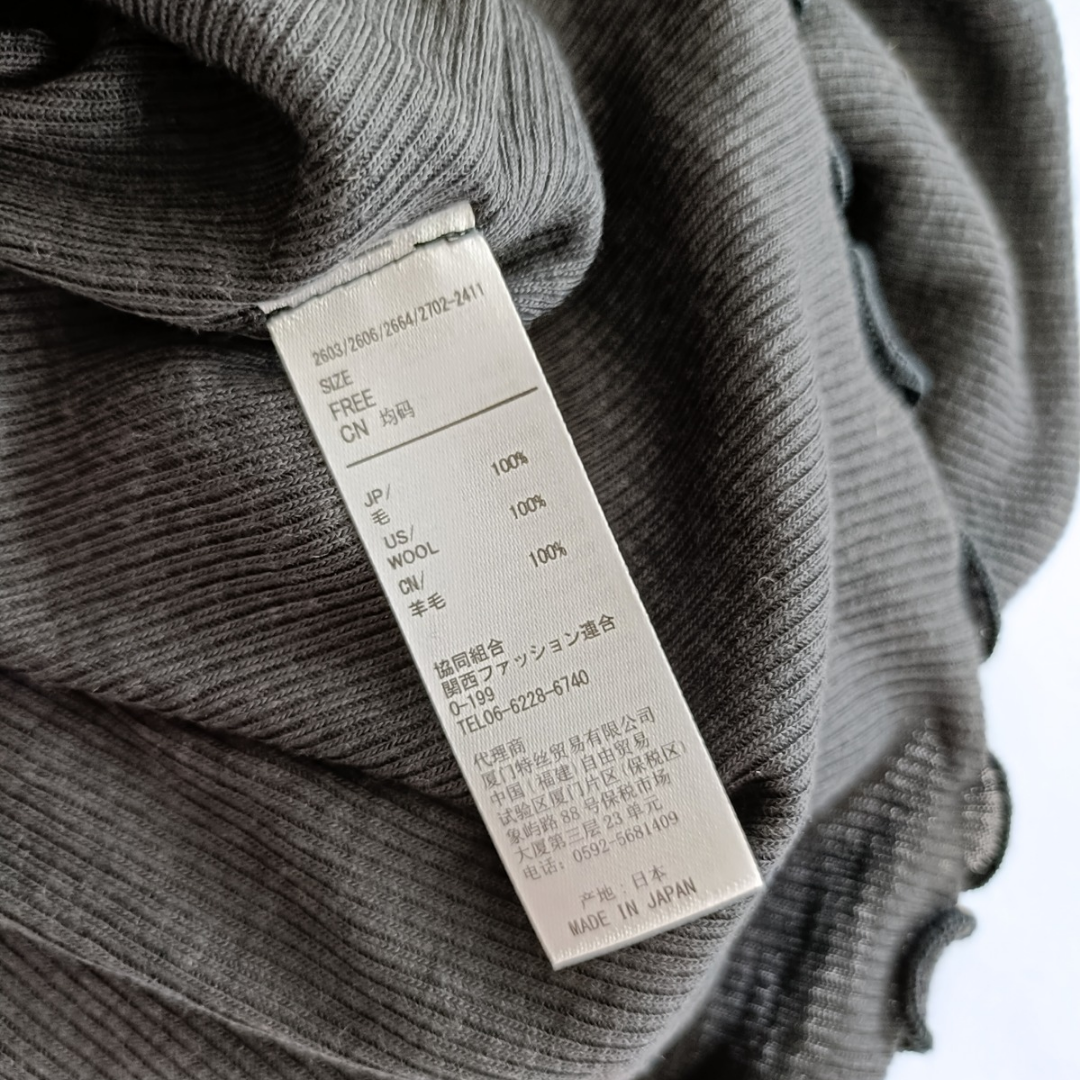 2603/2606/2664/2702-2411
SIZE
FREE
CN 均码
JP/
毛 100%
US/
WOOL 100%
CN/
羊毛 100%
協同組合
関西ファッション連合
0-199
TEL06-6228-6740
代理商
厦门特丝贸易有限公司
中国(福建)自由贸易
试验区厦门片区(保税区)
象屿路88号保税市场
大厦第三层23单元
电话: 0592-5681409
产地: 日本
MADE IN JAPAN